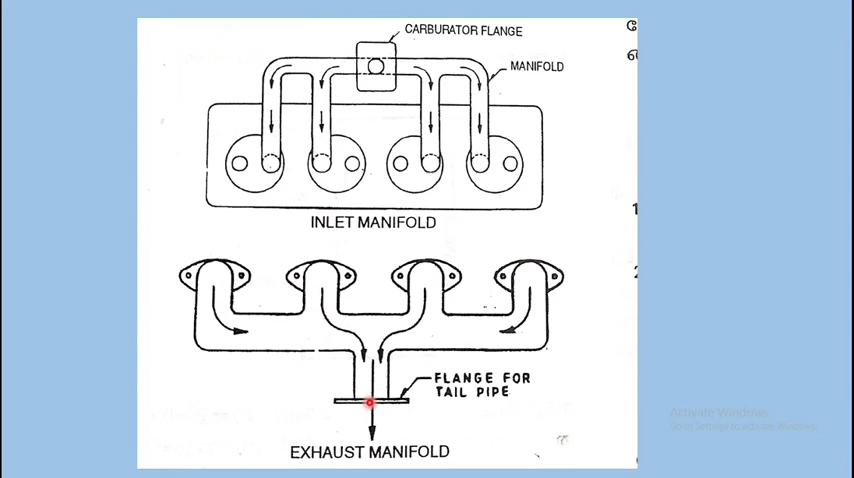 CARBURATOR FLANGE
MANIFOLD
INLET MANIFOLD
FLANGE FOR
TAIL PIPE
EXHAUST MANIFOLD
Activate Windows
Go to Settings to activate Windows.